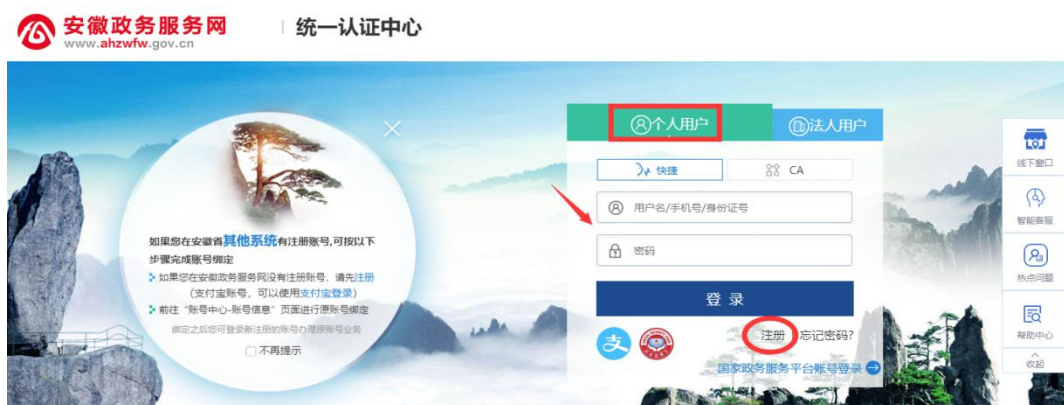 安徽政务服务网
www.ahzwfw.gov.cn
统一认证中心
如果您在安徽省其他系统有注册账号,可按以下
步骤完成账号绑定
如果您在安徽政务服务网没有注册账号，请先注册
（支付宝账号，可以使用支付宝登录）
前往“账号中心-账号信息”页面进行原账号绑定
绑定之后您可登录新注册的账号办理原账号业务
不再提示
个人用户
法人用户
快捷
CA
用户名/手机号/身份证号
密码
登录
支
注册
忘记密码?
国家政务服务平台账号登录
线下窗口
智能客服
热点问题
帮助中心
收起